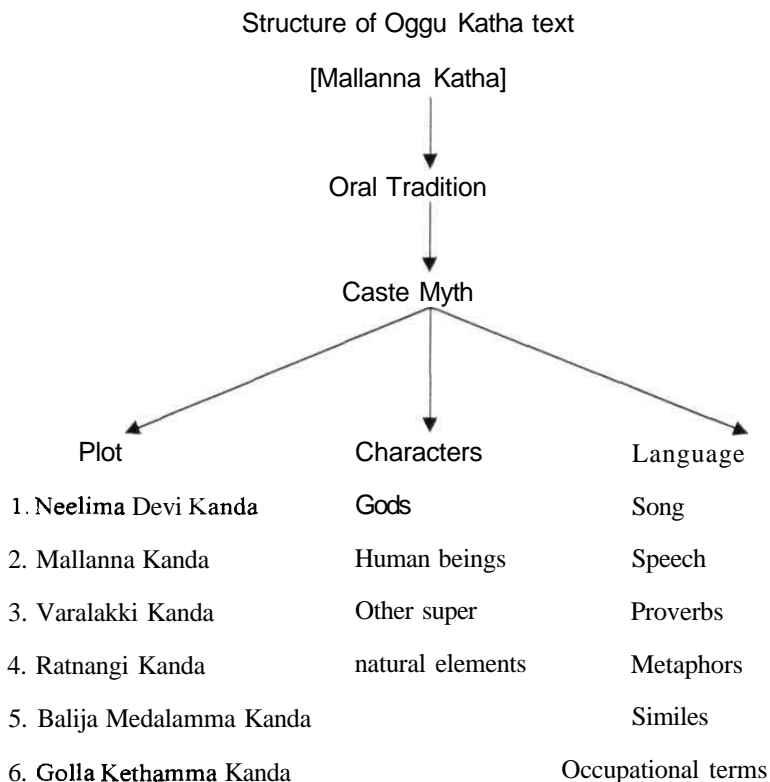 Structure of Oggu Katha text
[Mallanna Katha]
Oral Tradition
Caste Myth
Plot Characters Language
1. Neelima Devi Kanda Gods Song
2. Mallanna Kanda Human beings Speech
3. Varalakki Kanda Other super Proverbs
4. Ratnangi Kanda natural elements Metaphors
5. Balija Medalamma Kanda Similes
6. Golla Kethamma Kanda Occupational terms